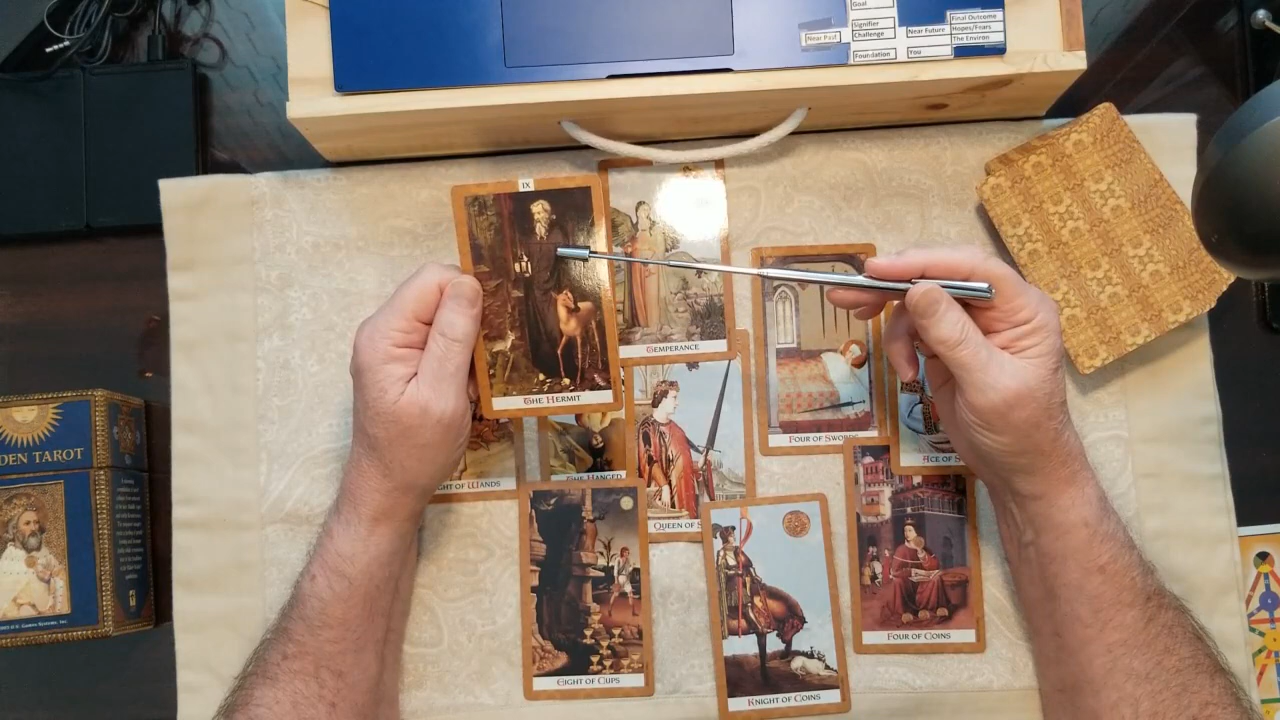 Goal
Signifier
Challenge
Near Past
Foundation
Near Future
You
Final Outcome
Hopes/Fears
The Environ
IX
THE HERMIT
TEMPERANCE
FOUR OF SWORDS
ACE OF S
GHT OF WANDS
THE HANGED
QUEEN OF S
EIGHT OF CUPS
KNIGHT OF COINS
FOUR OF COINS
DEN TAROT